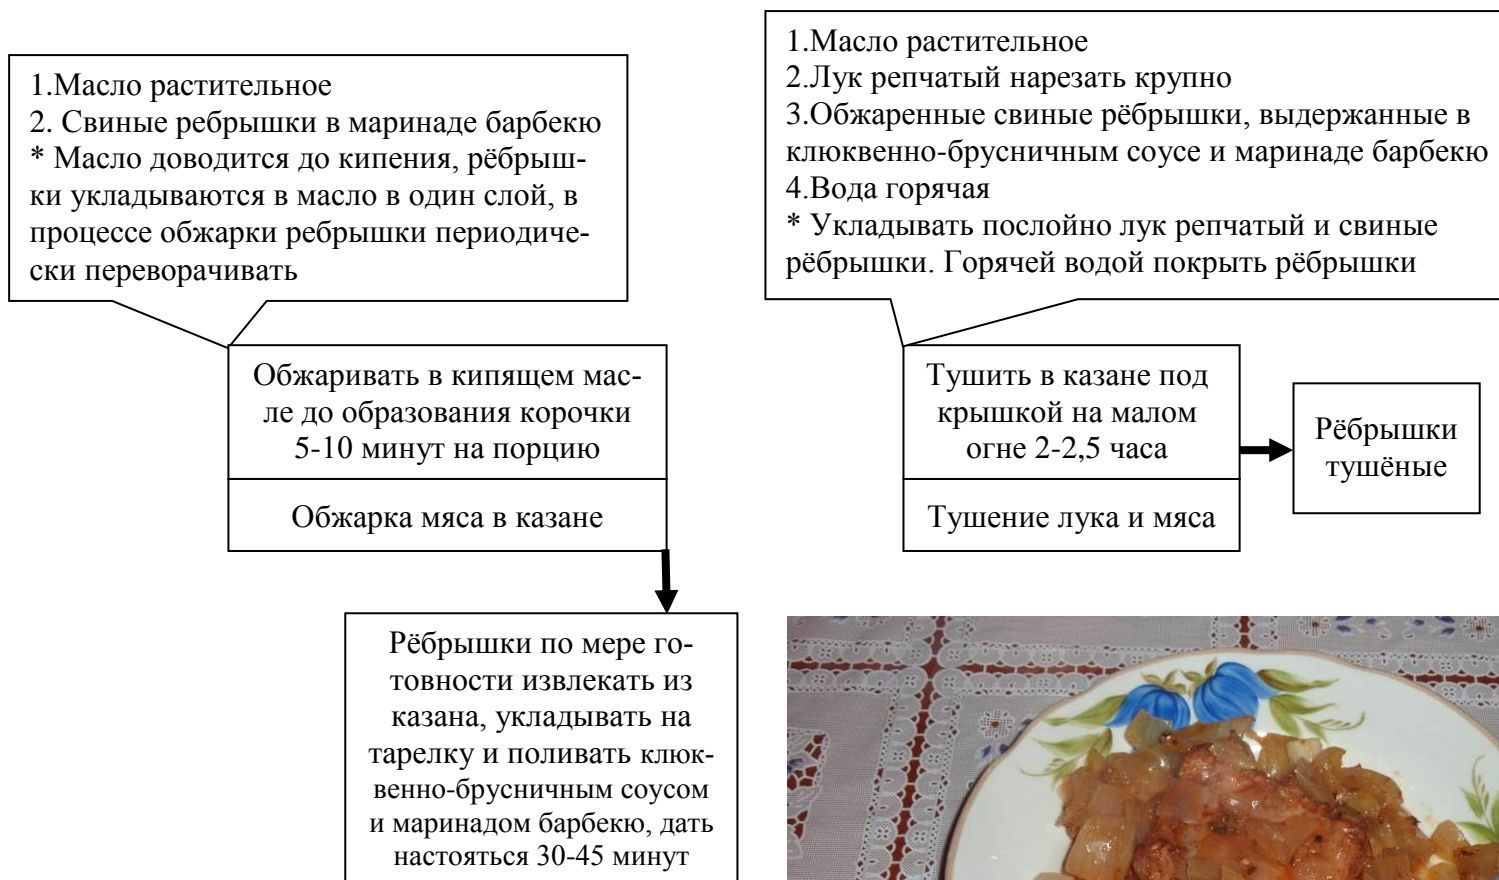 1.Масло растительное
2. Свиные ребрышки в маринаде барбекю
* Масло доводится до кипения, рёбрыш-
ки укладываются в масло в один слой, в
процессе обжарки ребрышки периодиче-
ски переворачивать
Обжаривать в кипящем мас-
ле до образования корочки
5-10 минут на порцию
Обжарка мяса в казане
Рёбрышки по мере го-
товности извлекать из
казана, укладывать на
тарелку и поливать клюк-
венно-брусничным соусом
и маринадом барбекю, дать
настояться 30-45 минут
1.Масло растительное
2.Лук репчатый нарезать крупно
3.Обжаренные свиные рёбрышки, выдержанные в
клюквенно-брусничным соусе и маринаде барбекю
4.Вода горячая
* Укладывать послойно лук репчатый и свиные
рёбрышки. Горячей водой покрыть рёбрышки
Тушить в казане под
крышкой на малом
огне 2-2,5 часа
Тушение лука и мяса
Рёбрышки
тушёные